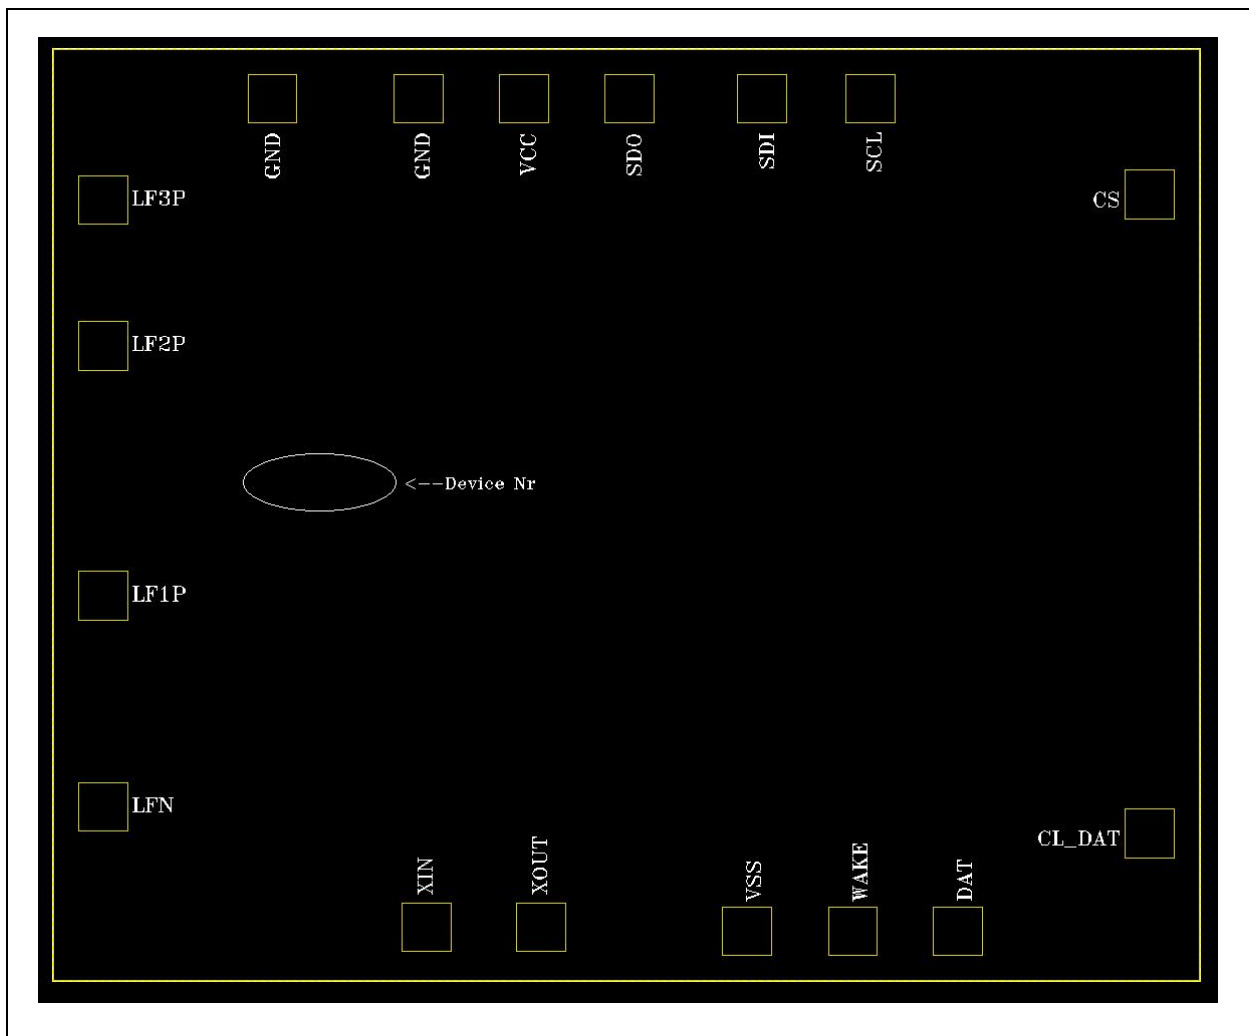 GND
GND
VCC
SDO
SDI
SCL
LF3P
CS
LF2P
<--Device Nr
LF1P
LFN
CL_DAT
XIN
XOUT
VSS
WAKE
DAT